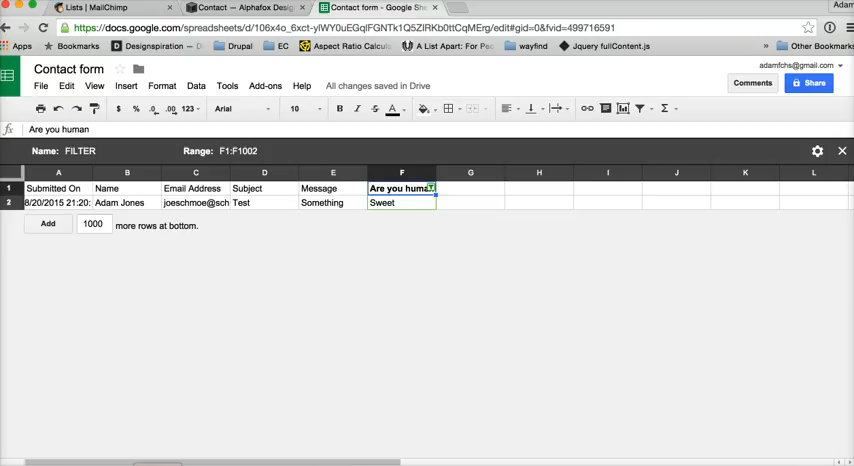 Lists | MailChimp × Contact — Alphafox Desig × Contact form - Google She × Adam
https://docs.google.com/spreadsheets/d/106x4o_6xct-ylWY0uEGqlFGNTk1Q5ZIRKb0ttCqMErg/edit#gid=0&fvid=499716591
Apps ★ Bookmarks D Designspiration — D Drupal EC Aspect Ratio Calcula A List Apart: For Peo wayfind Jquery fullContent.js » Other Bookmarks
Contact form adamfchs@gmail.com
File Edit View Insert Format Data Tools Add-ons Help All changes saved in Drive Comments Share
$ % .0 .00 123 Arial 10 B I S A Σ
fx Are you human
Name: FILTER Range: F1:F1002
A B C D E F G H I J K L
1 Submitted On Name Email Address Subject Message Are you huma
2 8/20/2015 21:20: Adam Jones joeschmoe@sch Test Something Sweet
Add 1000 more rows at bottom.